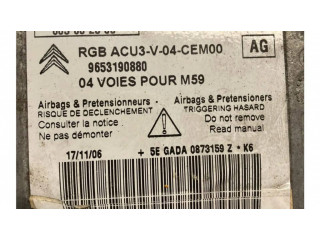 RGB ACU3-V-04-CEM00
AG
9653190880
04 VOIES POUR M59
Airbags & Pretensionneurs
RISQUE DE DECLENCHEMENT
Consulter la notice
Ne pas démonter
Airbags & Pretensioners
TRIGGERING HASARD
Do not remove
Read manual
17/11/06 + 5E GADA 0873159 Z • K6